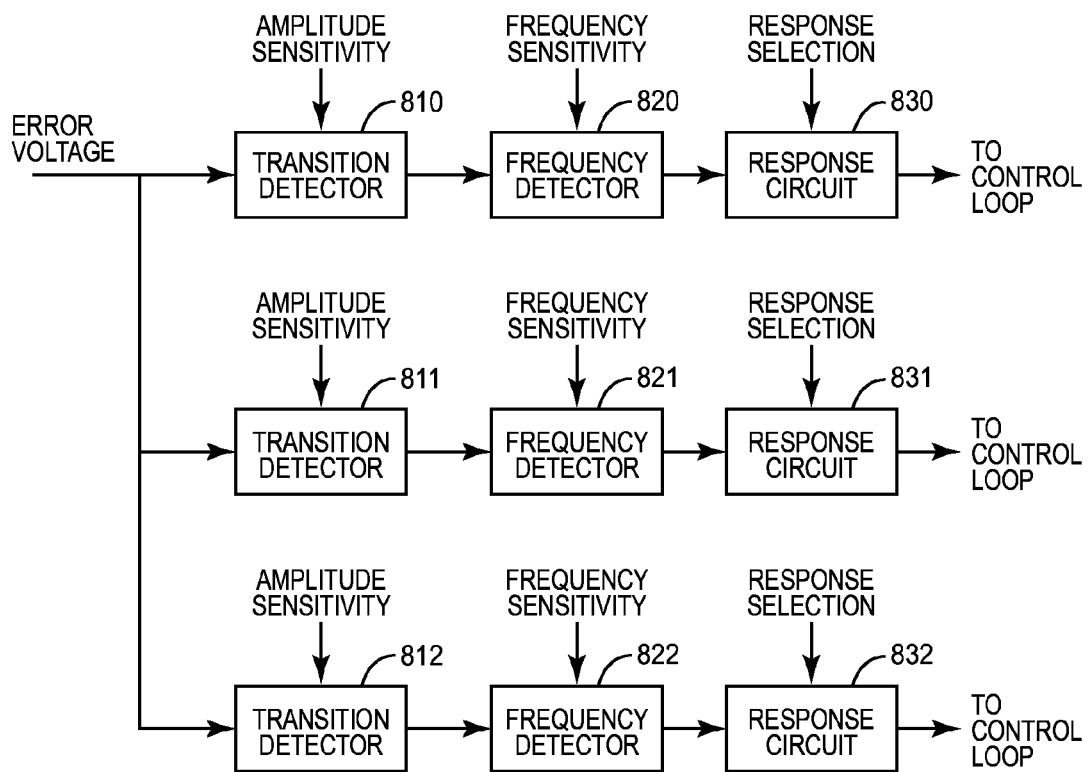 AMPLITUDE
SENSITIVITY
FREQUENCY
SENSITIVITY
RESPONSE
SELECTION
810
820
830
ERROR
VOLTAGE
TRANSITION
DETECTOR
FREQUENCY
DETECTOR
RESPONSE
CIRCUIT
TO
CONTROL
LOOP
AMPLITUDE
SENSITIVITY
FREQUENCY
SENSITIVITY
RESPONSE
SELECTION
811
821
831
TRANSITION
DETECTOR
FREQUENCY
DETECTOR
RESPONSE
CIRCUIT
TO
CONTROL
LOOP
AMPLITUDE
SENSITIVITY
FREQUENCY
SENSITIVITY
RESPONSE
SELECTION
812
822
832
TRANSITION
DETECTOR
FREQUENCY
DETECTOR
RESPONSE
CIRCUIT
TO
CONTROL
LOOP